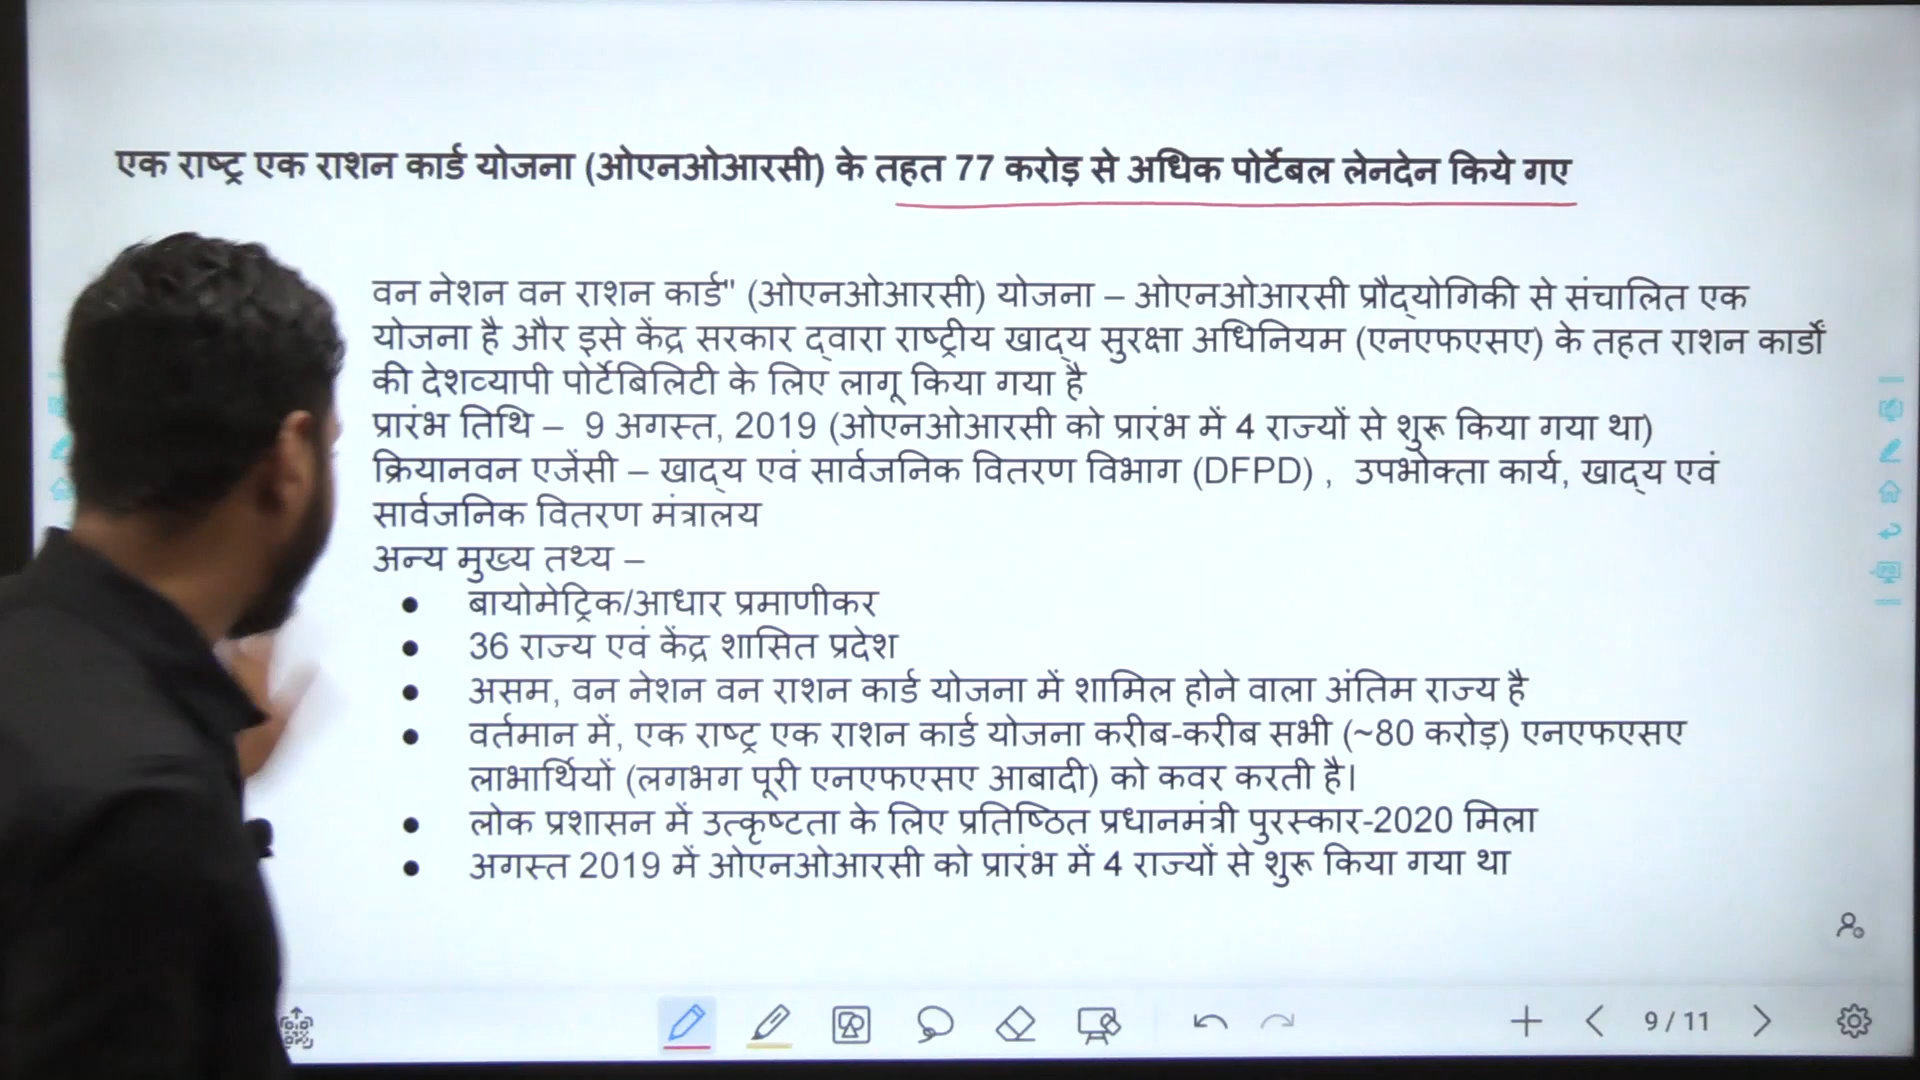 एक राष्ट्र एक राशन कार्ड योजना (ओएनओआरसी) के तहत 77 करोड़ से अधिक पोर्टेबल लेनदेन किये गए
वन नेशन वन राशन कार्ड" (ओएनओआरसी) योजना – ओएनओआरसी प्रौद्योगिकी से संचालित एक
योजना है और इसे केंद्र सरकार द्वारा राष्ट्रीय खाद्य सुरक्षा अधिनियम (एनएफएसए) के तहत राशन कार्डों
की देशव्यापी पोर्टेबिलिटी के लिए लागू किया गया है
प्रारंभ तिथि – 9 अगस्त, 2019 (ओएनओआरसी को प्रारंभ में 4 राज्यों से शुरू किया गया था)
क्रियानवन एजेंसी – खाद्य एवं सार्वजनिक वितरण विभाग (DFPD) , उपभोक्ता कार्य, खाद्य एवं
सार्वजनिक वितरण मंत्रालय
अन्य मुख्य तथ्य –
● बायोमेट्रिक/आधार प्रमाणीकर
● 36 राज्य एवं केंद्र शासित प्रदेश
● असम, वन नेशन वन राशन कार्ड योजना में शामिल होने वाला अंतिम राज्य है
● वर्तमान में, एक राष्ट्र एक राशन कार्ड योजना करीब-करीब सभी (~80 करोड़) एनएफएसए
लाभार्थियों (लगभग पूरी एनएफएसए आबादी) को कवर करती है।
● लोक प्रशासन में उत्कृष्टता के लिए प्रतिष्ठित प्रधानमंत्री पुरस्कार-2020 मिला
● अगस्त 2019 में ओएनओआरसी को प्रारंभ में 4 राज्यों से शुरू किया गया था
9 / 11